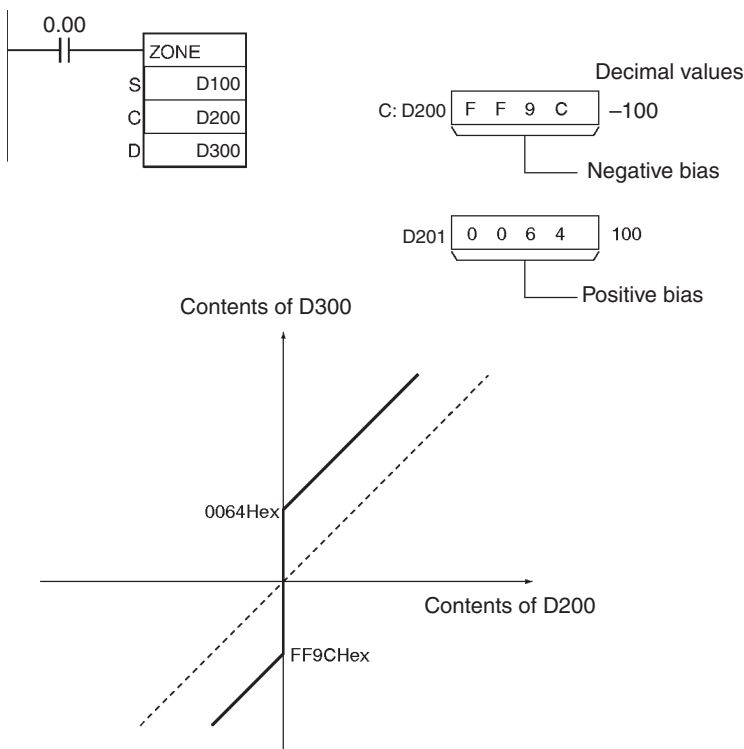 0.00
ZONE
S D100
C D200
D D300
Decimal values
C: D200 F F 9 C –100
Negative bias
D201 0 0 6 4 100
Positive bias
Contents of D300
0064Hex
Contents of D200
FF9CHex